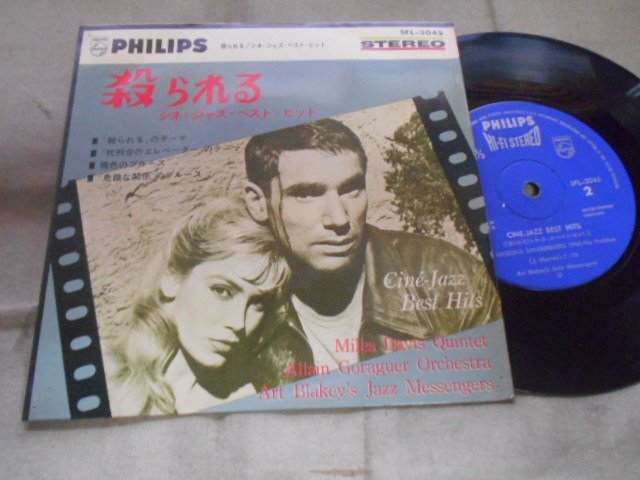 PHILIPS
殺られる/シネ・ジャズ・ベスト・ヒット
SFL-3045
STEREO
殺られる
シネ・ジャズ・ベスト・ヒット
■「殺られる」のテーマ
■「死刑台のエレベーター」のテーマ
■褐色のブルース
■「危険な関係」のブルース
Ciné-Jazz
Best Hits
Miles Davis Quintet
Allain Goraguer Orchestra
Art Blakey's Jazz Messengers
PHILIPS
HI-FI STEREO
SFL-3045
2
CINE-JAZZ BEST HITS
Art Blakey's Jazz Messengers